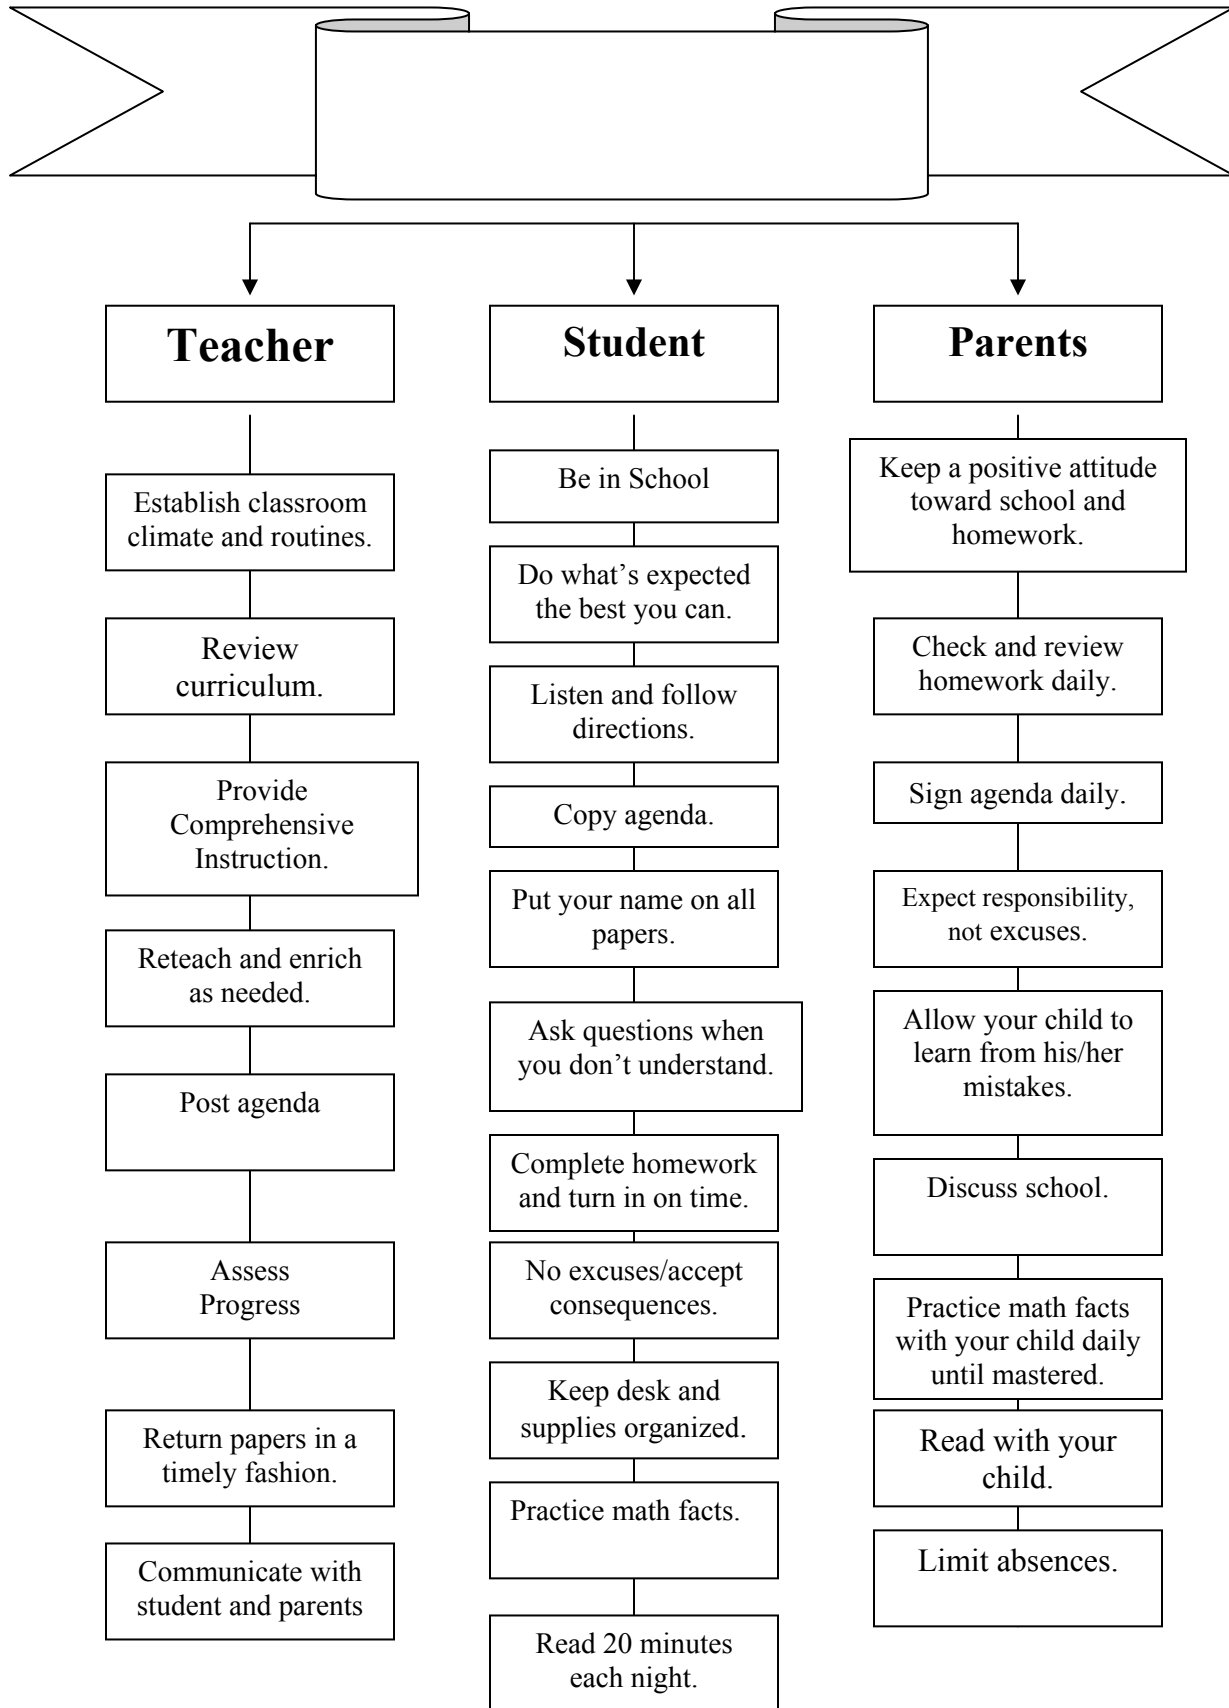 Teacher
Establish classroom
climate and routines.
Review
curriculum.
Provide
Comprehensive
Instruction.
Reteach and enrich
as needed.
Post agenda
Assess
Progress
Return papers in a
timely fashion.
Communicate with
student and parents
Student
Be in School
Do what’s expected
the best you can.
Listen and follow
directions.
Copy agenda.
Put your name on all
papers.
Ask questions when
you don’t understand.
Complete homework
and turn in on time.
No excuses/accept
consequences.
Keep desk and
supplies organized.
Practice math facts.
Read 20 minutes
each night.
Parents
Keep a positive attitude
toward school and
homework.
Check and review
homework daily.
Sign agenda daily.
Expect responsibility,
not excuses.
Allow your child to
learn from his/her
mistakes.
Discuss school.
Practice math facts
with your child daily
until mastered.
Read with your
child.
Limit absences.